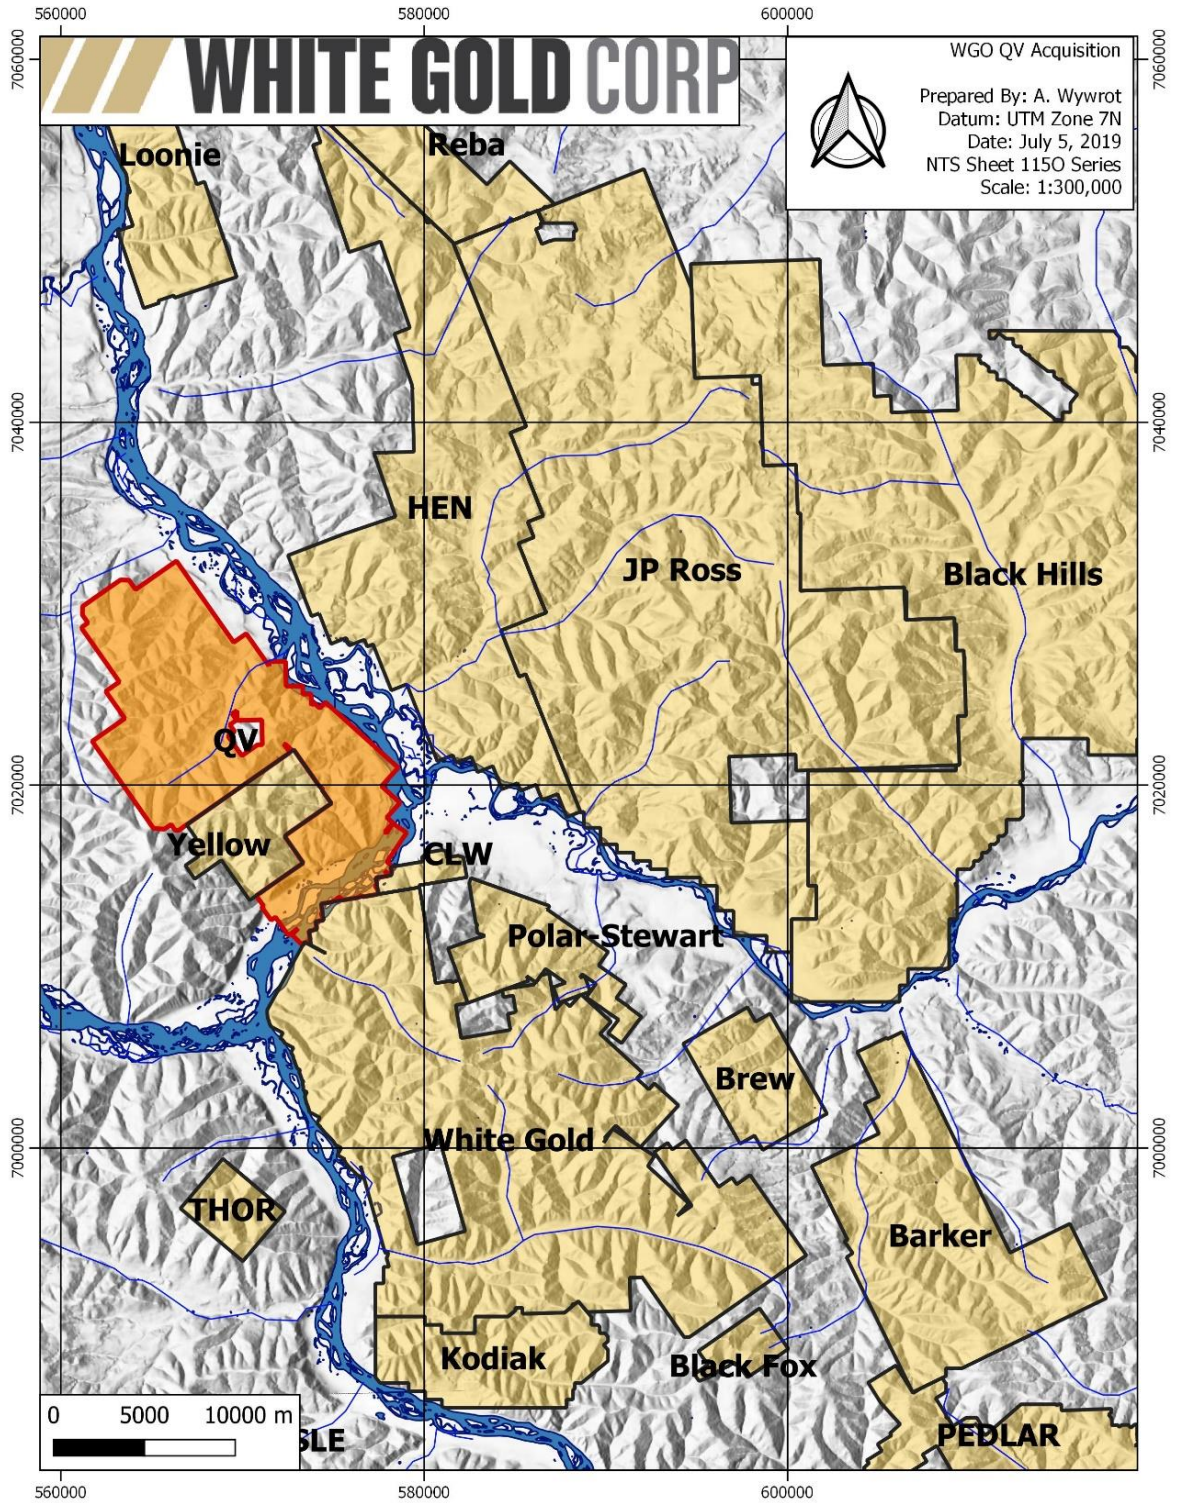 560000
580000
600000
7060000
7060000
WHITE GOLD CORP
WGO QV Acquisition
Prepared By: A. Wywrot
Datum: UTM Zone 7N
Date: July 5, 2019
NTS Sheet 115O Series
Scale: 1:300,000
Loonie
Reba
7040000
7040000
HEN
JP Ross
Black Hills
QV
7020000
7020000
Yellow
CLW
Polar-Stewart
Brew
White Gold
7000000
7000000
THOR
Barker
Kodiak
Black Fox
0 5000 10000 m
SLE
PEDLAR
560000
580000
600000